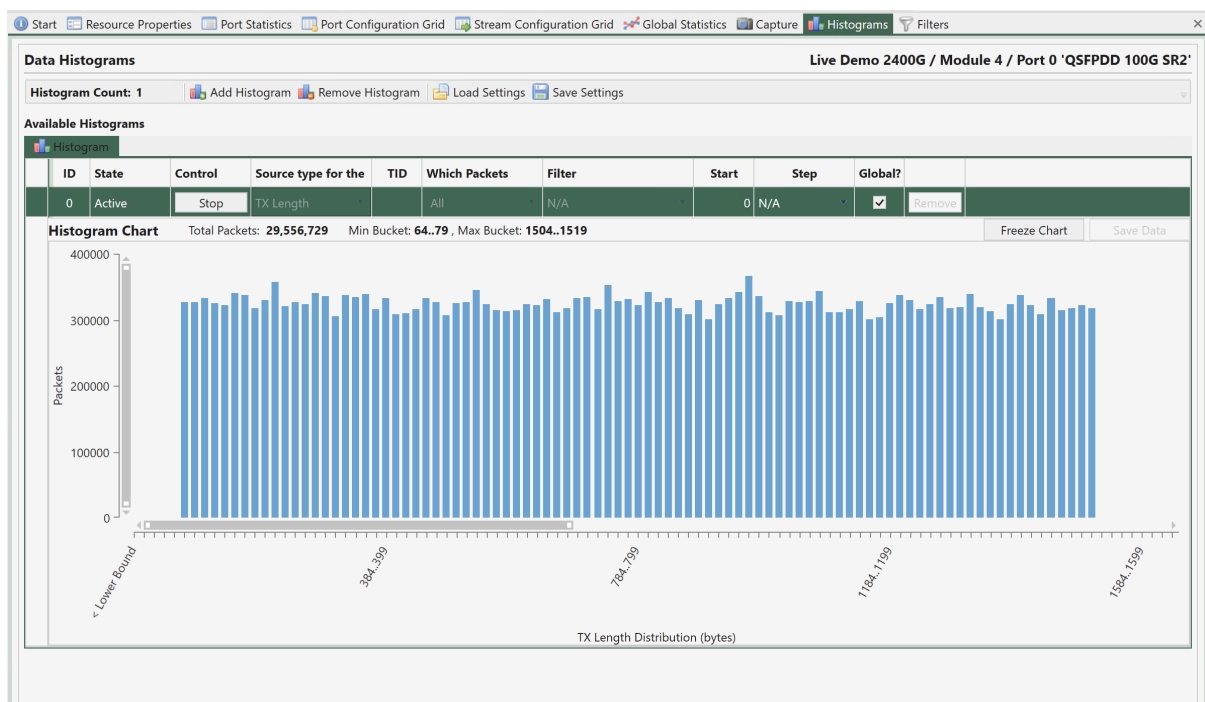 Start Resource Properties Port Statistics Port Configuration Grid Stream Configuration Grid Global Statistics Capture Histograms Filters
Data Histograms Live Demo 2400G / Module 4 / Port 0 'QSFPDD 100G SR2'
Histogram Count: 1 Add Histogram Remove Histogram Load Settings Save Settings
Available Histograms
Histogram
ID State Control Source type for the TID Which Packets Filter Start Step Global?
0 Active Stop TX Length All N/A 0 N/A Remove
Histogram Chart Total Packets: 29,556,729 Min Bucket: 64..79 , Max Bucket: 1504..1519 Freeze Chart Save Data
400000
300000
200000
100000
0
Packets
< Lower Bound 384..399 784..799 1184..1199 1584..1599
TX Length Distribution (bytes)